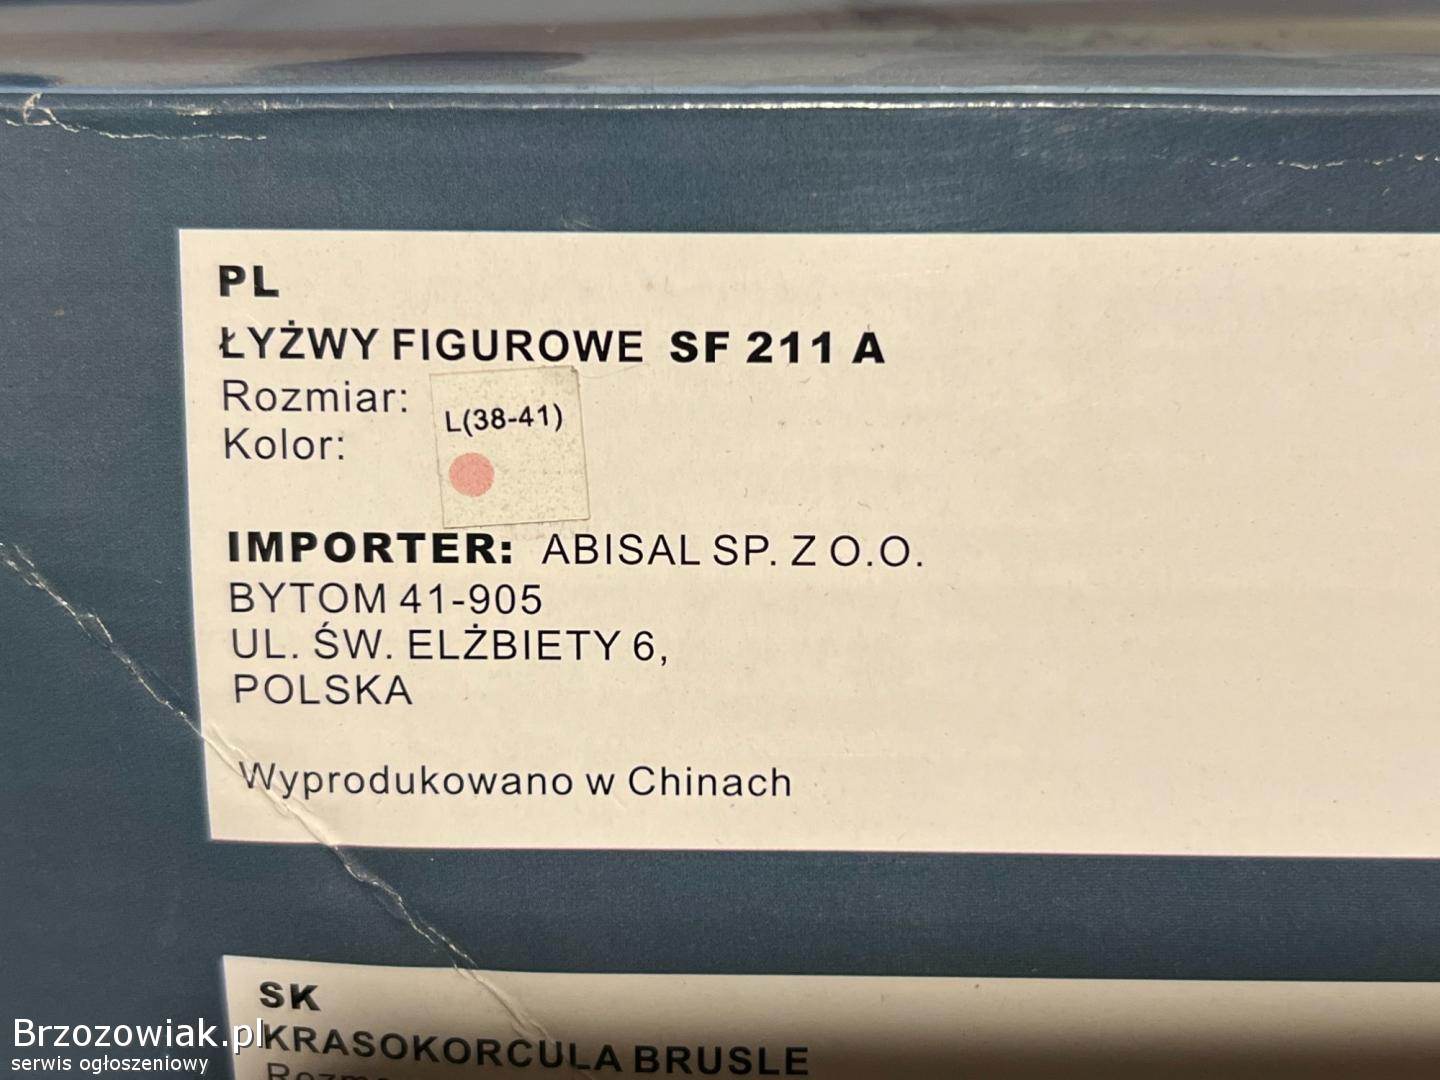 PL
ŁYŻWY FIGUROWE SF 211 A
Rozmiar:
L(38-41)
Kolor:
IMPORTER: ABISAL SP. Z O.O.
BYTOM 41-905
UL. ŚW. ELŻBIETY 6,
POLSKA
Wyprodukowano w Chinach
SK
KRASOKORCULA BRUSLE
Brzozowiak.pl
serwis ogłoszeniowy